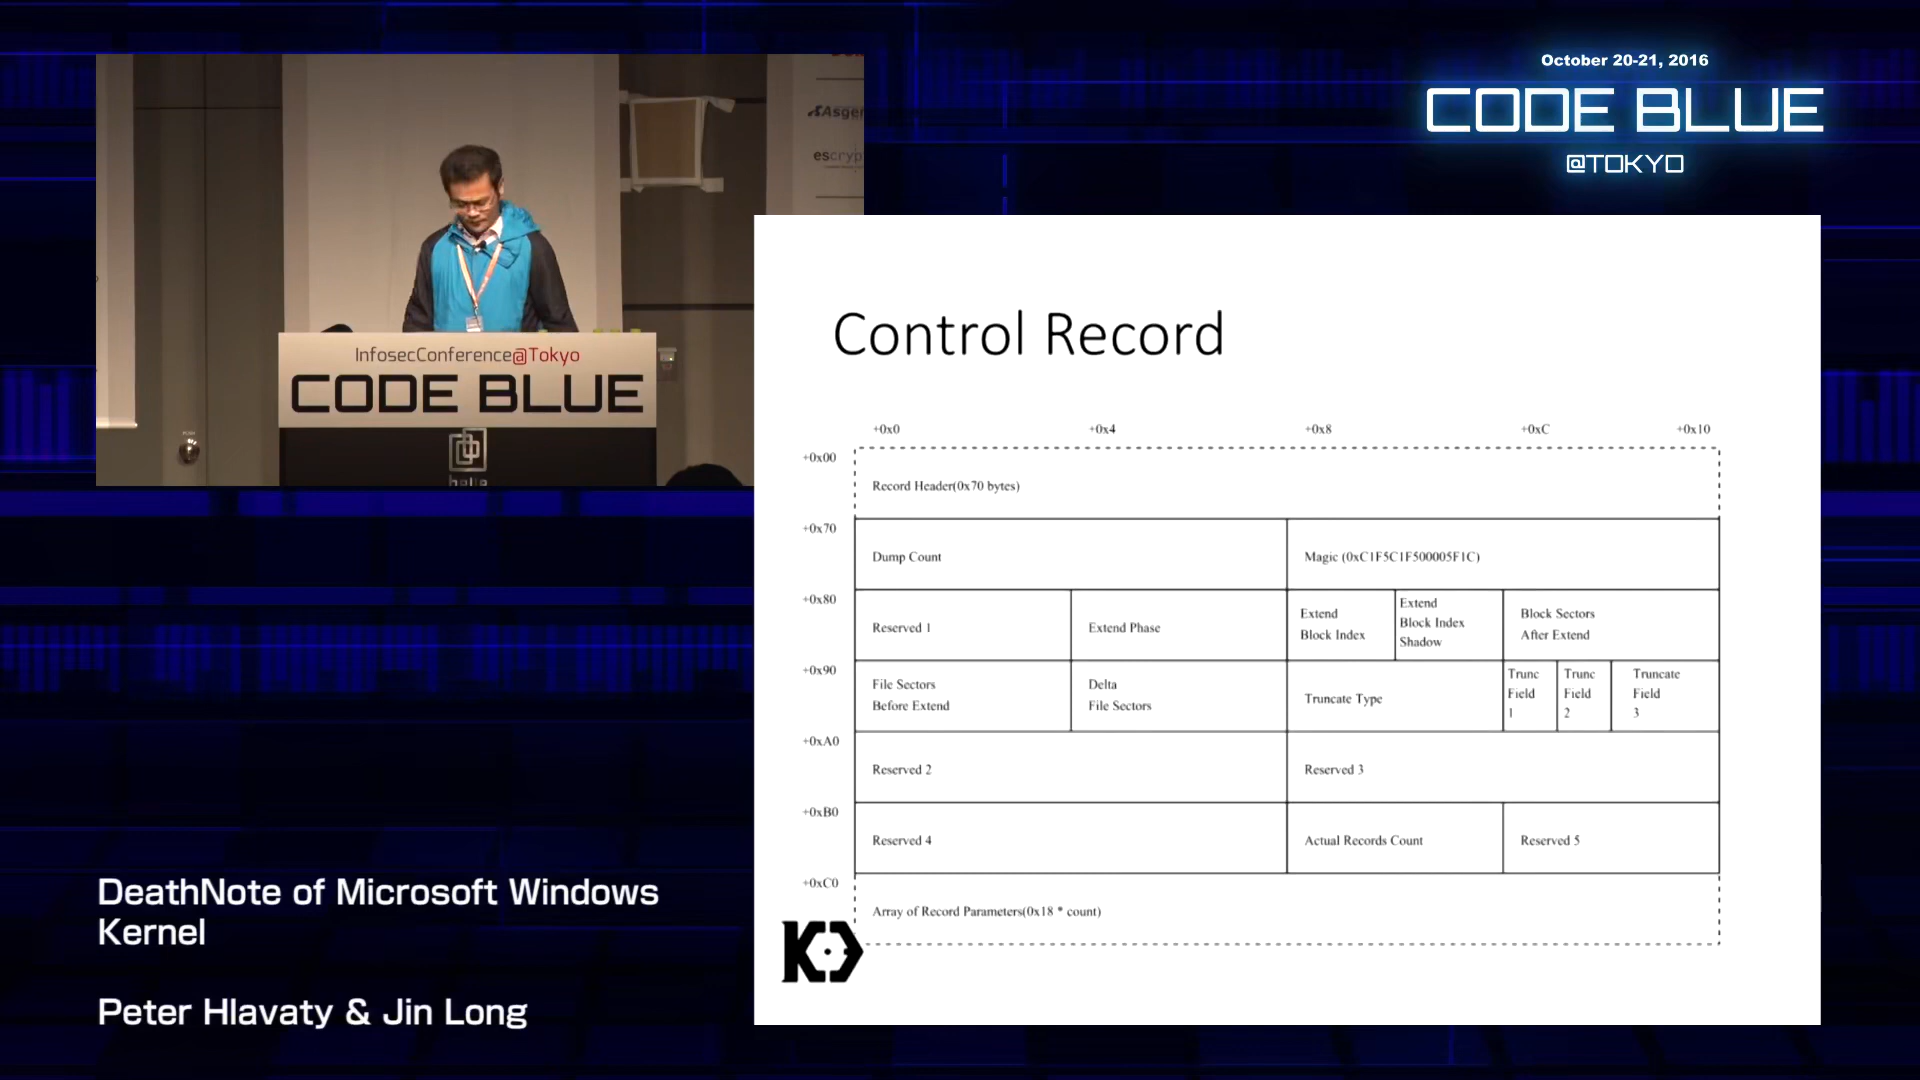 October 20-21, 2016
CODE BLUE
@TOKYO
InfosecConference@Tokyo
CODE BLUE
Control Record
+0x0 +0x4 +0x8 +0xC +0x10
+0x00
Record Header(0x70 bytes)
+0x70
Dump Count
Magic (0xC1F5C1F500005F1C)
+0x80
Reserved 1
Extend Phase
Extend
Block Index
Extend
Block Index
Shadow
Block Sectors
After Extend
+0x90
File Sectors
Before Extend
Delta
File Sectors
Truncate Type
Trunc
Field
1
Trunc
Field
2
Truncate
Field
3
+0xA0
Reserved 2
Reserved 3
+0xB0
Reserved 4
Actual Records Count
Reserved 5
+0xC0
Array of Record Parameters(0x18 * count)
DeathNote of Microsoft Windows
Kernel
Peter Hlavaty & Jin Long